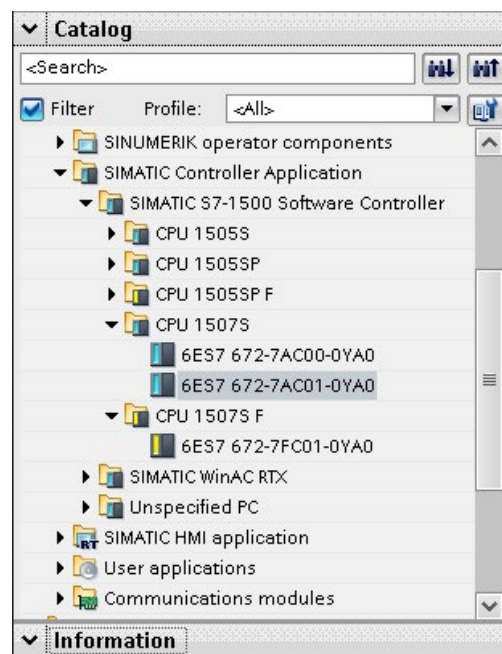 Catalog
<Search>
Filter Profile: <All>
SINUMERIK operator components
SIMATIC Controller Application
SIMATIC S7-1500 Software Controller
CPU 1505S
CPU 1505SP
CPU 1505SP F
CPU 1507S
6ES7 672-7AC00-0YA0
6ES7 672-7AC01-0YA0
CPU 1507S F
6ES7 672-7FC01-0YA0
SIMATIC WinAC RTX
Unspecified PC
RT SIMATIC HMI application
User applications
Communications modules
Information